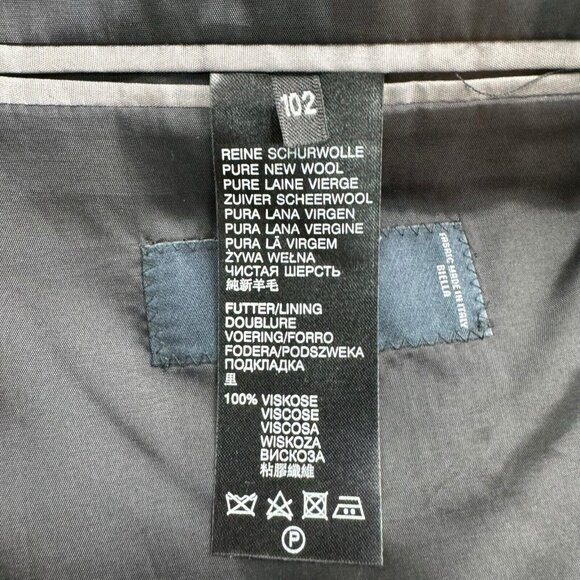 102
REINE SCHURWOLLE
PURE NEW WOOL
PURE LAINE VIERGE
ZUIVER SCHEERWOOL
PURA LANA VIRGEN
PURA LANA VERGINE
PURA LÃ VIRGEM
ŻYWA WEŁNA
ЧИСТАЯ ШЕРСТЬ
純新羊毛
FUTTER/LINING
DOUBLURE
VOERING/FORRO
FODERA/PODSZWEKA
ПОДКЛАДКА
里
100% VISKOSE
VISCOSE
VISCOSA
WISKOZA
ВИСКОЗА
粘膠纖維
P
FABRIC MADE IN ITALY
BIELLA